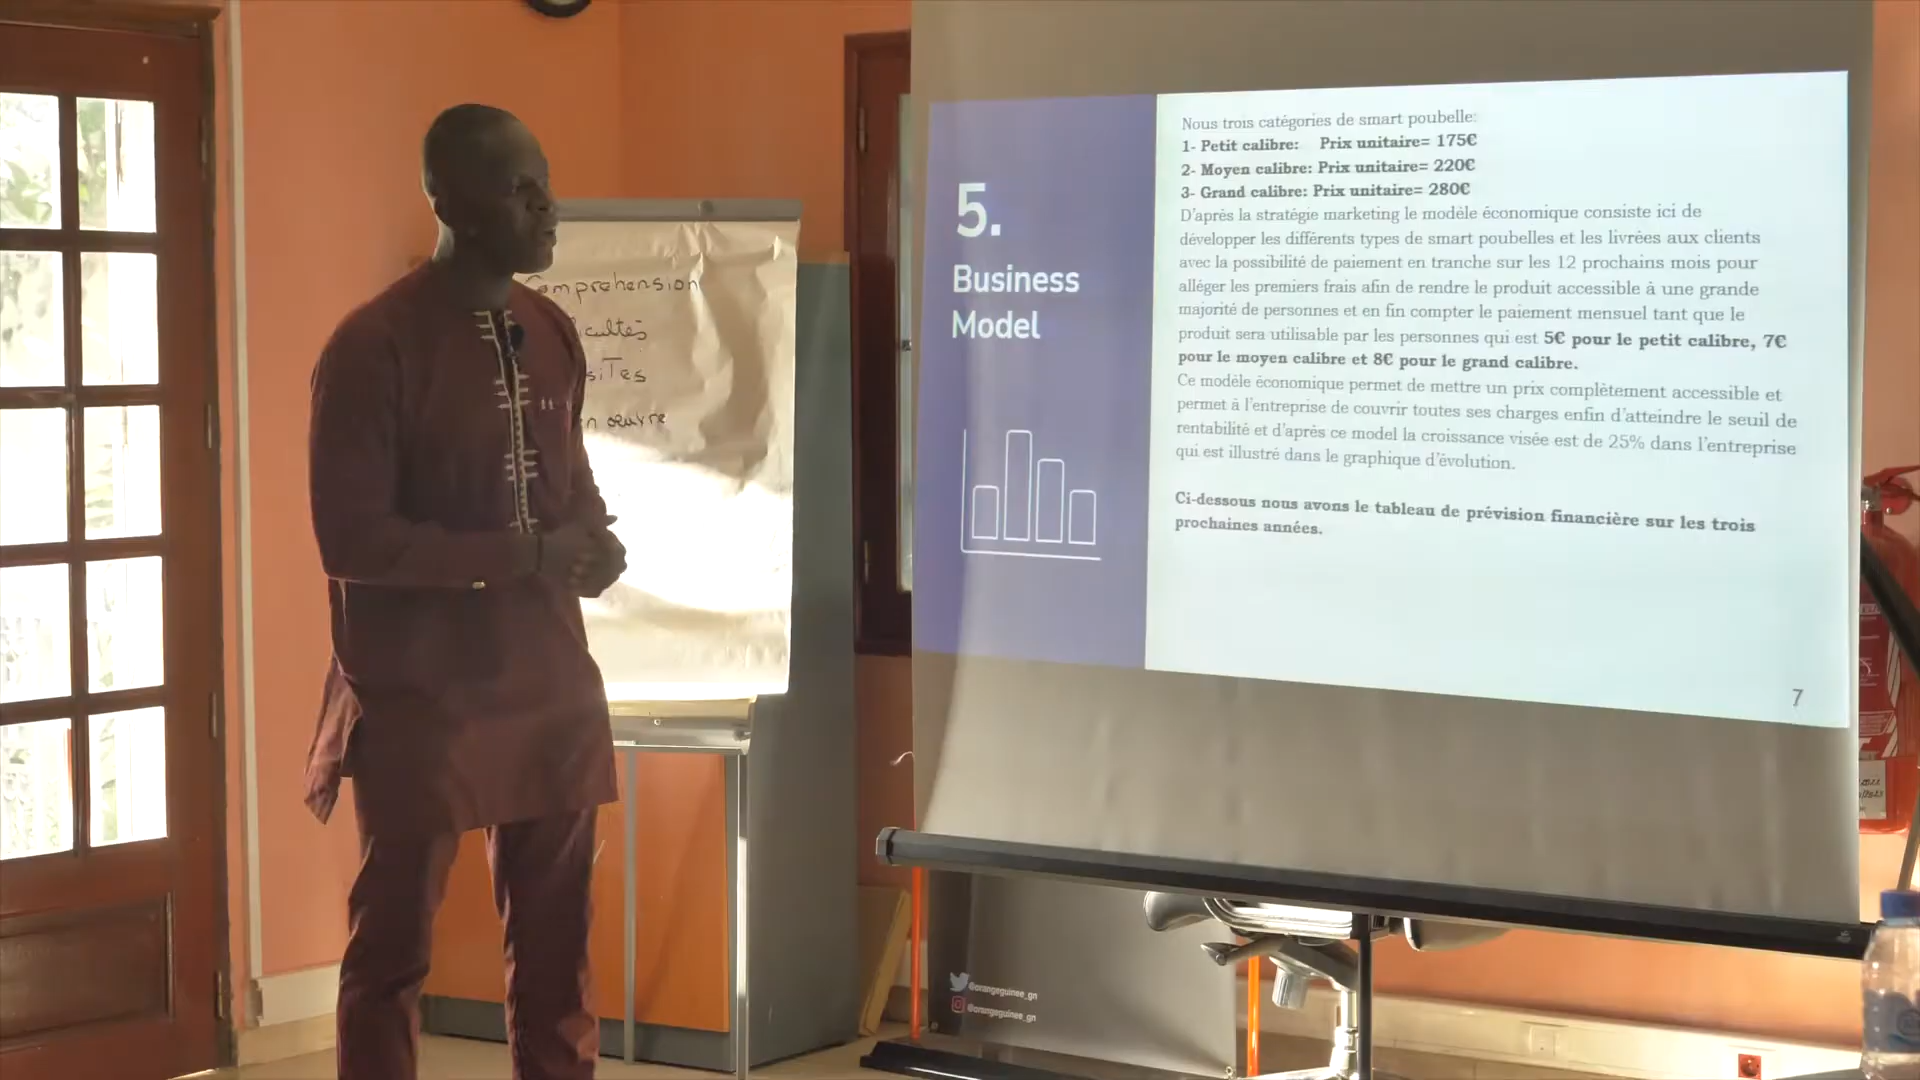 5.
Business
Model
Nous trois catégories de smart poubelle:
1- Petit calibre: Prix unitaire= 175€
2- Moyen calibre: Prix unitaire= 220€
3- Grand calibre: Prix unitaire= 280€
D'après la stratégie marketing le modèle économique consiste ici de
développer les différents types de smart poubelles et les livrées aux clients
avec la possibilité de paiement en tranche sur les 12 prochains mois pour
alléger les premiers frais afin de rendre le produit accessible à une grande
majorité de personnes et en fin compter le paiement mensuel tant que le
produit sera utilisable par les personnes qui est 5€ pour le petit calibre, 7€
pour le moyen calibre et 8€ pour le grand calibre.
Ce modèle économique permet de mettre un prix complètement accessible et
permet à l'entreprise de couvrir toutes ses charges enfin d'atteindre le seuil de
rentabilité et d'après ce model la croissance visée est de 25% dans l'entreprise
qui est illustré dans le graphique d'évolution.
Ci-dessous nous avons le tableau de prévision financière sur les trois
prochaines années.
7
omprehension
icultés
siTes
n œuvre
@orangeguinee_gn
@orangeguinee_gn